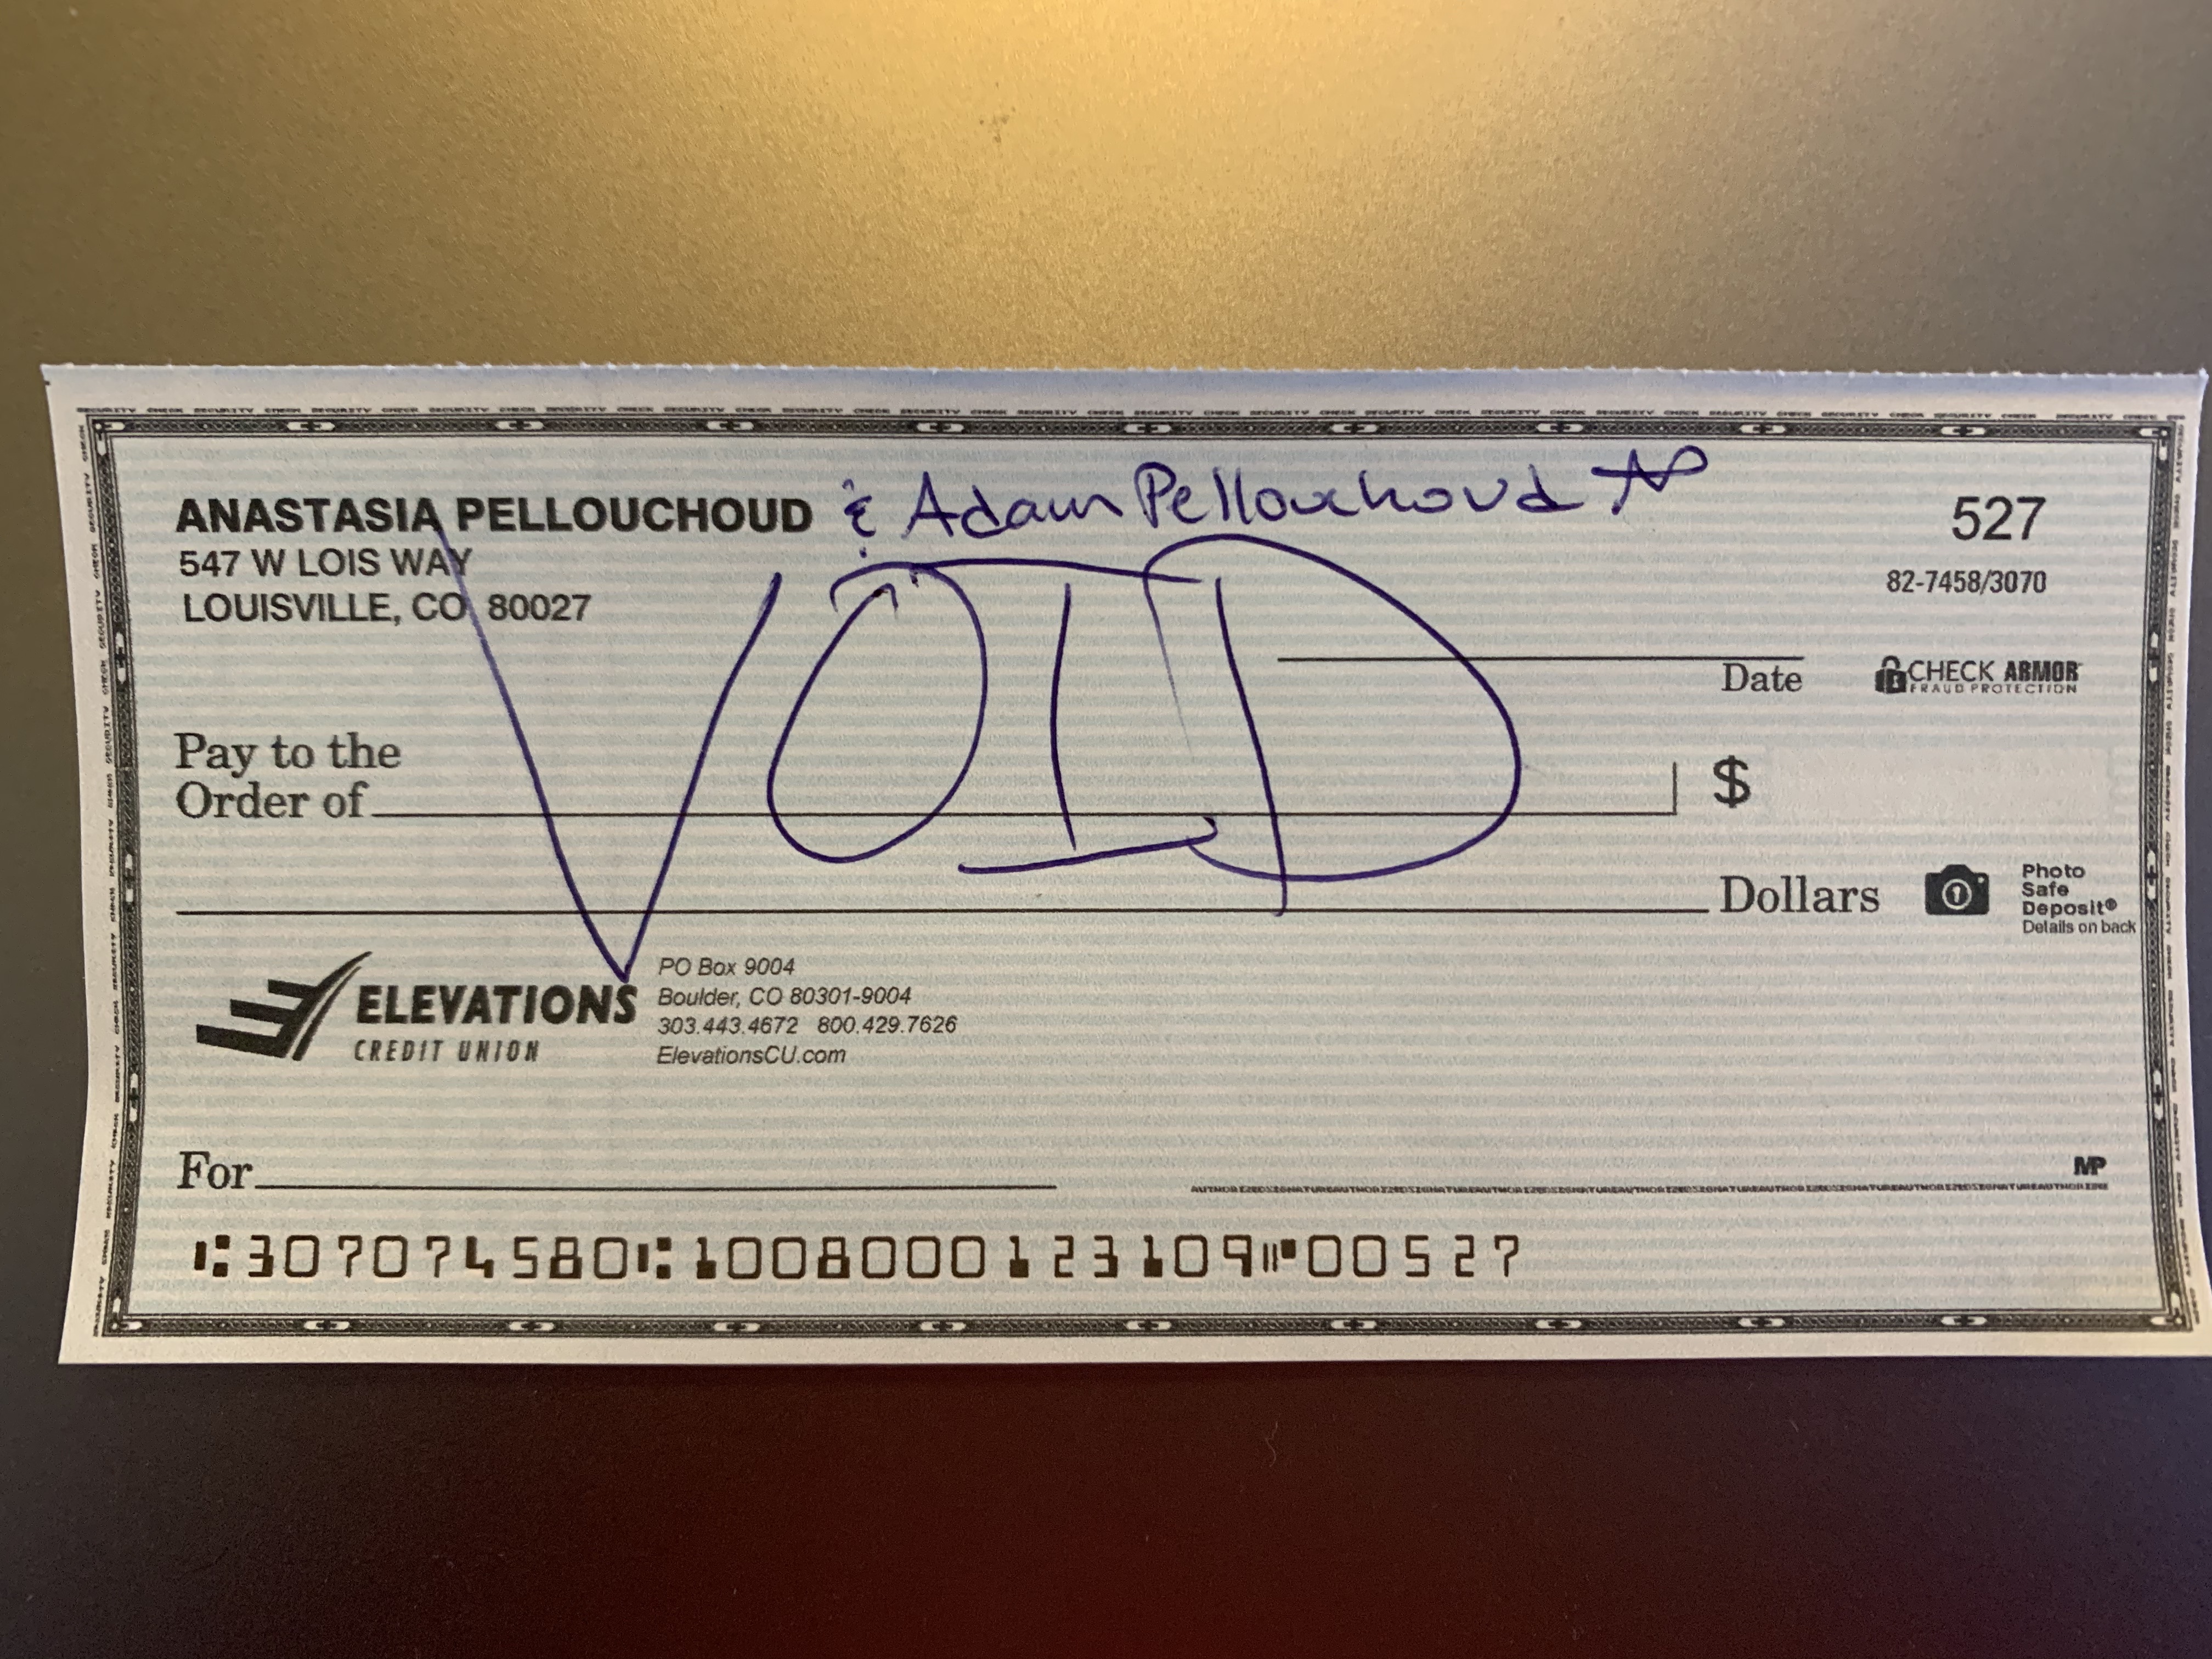 ANASTASIA PELLOUCHOUD & Adam Pellouchoud
547 W LOIS WAY
LOUISVILLE, CO 80027
527
82-7458/3070
VOID
Date
CHECK ARMOR
FRAUD PROTECTION
Pay to the
Order of
$
Dollars
Photo
Safe
Deposit®
Details on back
ELEVATIONS
CREDIT UNION
PO Box 9004
Boulder, CO 80301-9004
303.443.4672 800.429.7626
ElevationsCU.com
For
MP
⑆307074580⑆1008000123109⑈00527